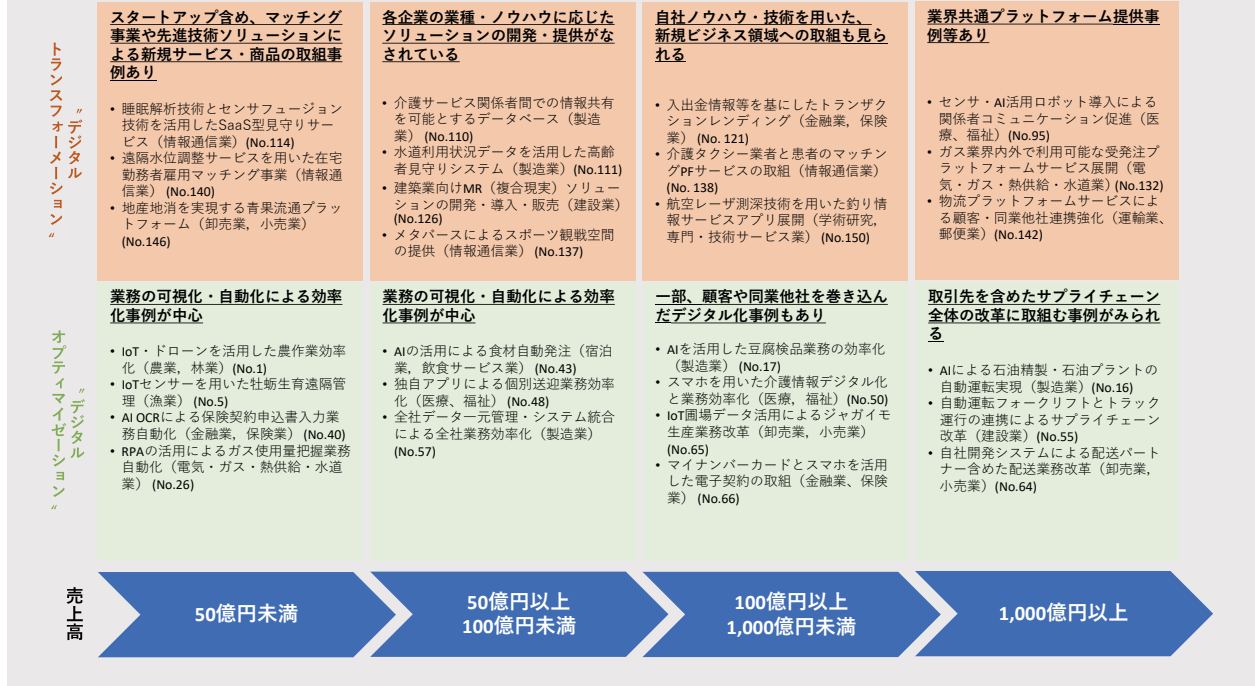 “デジタル
トランスフォーメーション“
スタートアップ含め、マッチング
事業や先進技術ソリューションに
よる新規サービス・商品の取組事
例あり
• 睡眠解析技術とセンサフュージョン
技術を活用したSaaS型見守りサー
ビス（情報通信業）(No.114)
• 遠隔水位調整サービスを用いた在宅
勤務者雇用マッチング事業（情報通
信業）(No.140)
• 地産地消を実現する青果流通プラッ
トフォーム（卸売業，小売業）
(No.146)
各企業の業種・ノウハウに応じた
ソリューションの開発・提供がな
されている
• 介護サービス関係者間での情報共有
を可能とするデータベース（製造
業）(No.110)
• 水道利用状況データを活用した高齢
者見守りシステム（製造業）(No.111)
• 建築業向けMR（複合現実）ソリュー
ションの開発・導入・販売（建設業）
(No.126)
• メタバースによるスポーツ観戦空間
の提供（情報通信業）(No.137)
自社ノウハウ・技術を用いた、
新規ビジネス領域への取組も見ら
れる
• 入出金情報等を基にしたトランザク
ションレンディング（金融業，保険
業）(No. 121)
• 介護タクシー業者と患者のマッチン
グPFサービスの取組（情報通信業）
(No. 138)
• 航空レーザ測深技術を用いた釣り情
報サービスアプリ展開（学術研究，
専門・技術サービス業）(No.150)
業界共通プラットフォーム提供事
例等あり
• センサ・AI活用ロボット導入による
関係者コミュニケーション促進（医
療、福祉）(No.95)
• ガス業界内外で利用可能な受発注プ
ラットフォームサービス展開（電
気・ガス・熱供給・水道業）(No.132)
• 物流プラットフォームサービスによ
る顧客・同業他社連携強化（運輸業、
郵便業）(No.142)
“デジタル
オプティマイゼーション“
業務の可視化・自動化による効率
化事例が中心
• IoT・ドローンを活用した農作業効率
化（農業，林業）(No.1)
• IoTセンサーを用いた牡蛎生育遠隔管
理（漁業）(No.5)
• AI OCRによる保険契約申込書入力業
務自動化（金融業，保険業）(No.40)
• RPAの活用によるガス使用量把握業務
自動化（電気・ガス・熱供給・水道
業）(No.26)
業務の可視化・自動化による効率
化事例が中心
• AIの活用による食材自動発注（宿泊
業，飲食サービス業）(No.43)
• 独自アプリによる個別送迎業務効率
化（医療、福祉）(No.48)
• 全社データ一元管理・システム統合
による全社業務効率化（製造業）
(No.57)
一部、顧客や同業他社を巻き込ん
だデジタル化事例もあり
• AIを活用した豆腐検品業務の効率化
（製造業）(No.17)
• スマホを用いた介護情報デジタル化
と業務効率化（医療，福祉）(No.50)
• IoT圃場データ活用によるジャガイモ
生産業務改革（卸売業，小売業）
(No.65)
• マイナンバーカードとスマホを活用
した電子契約の取組（金融業、保険
業）(No.66)
取引先を含めたサプライチェーン
全体の改革に取組む事例がみられ
る
• AIによる石油精製・石油プラントの
自動運転実現（製造業）(No.16)
• 自動運転フォークリフトとトラック
運行の連携によるサプライチェーン
改革（建設業）(No.55)
• 自社開発システムによる配送パート
ナー含めた配送業務改革（卸売業，
小売業）(No.64)
売上高
50億円未満
50億円以上
100億円未満
100億円以上
1,000億円未満
1,000億円以上